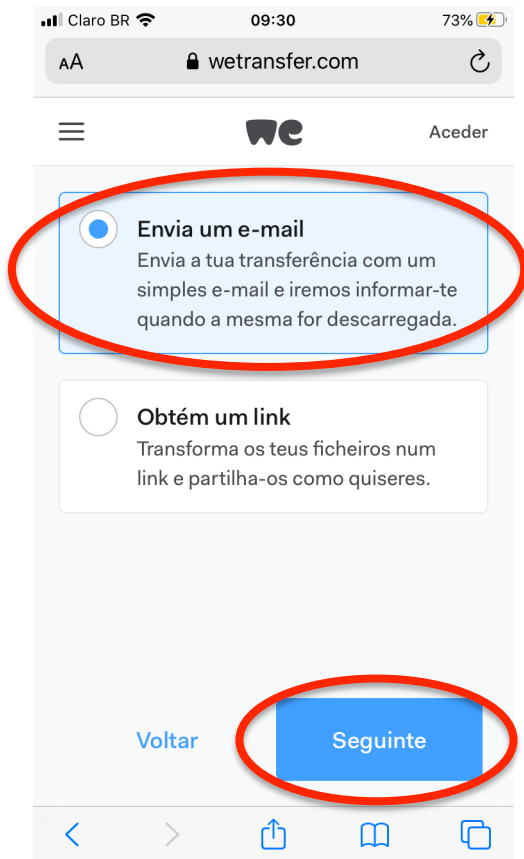 Claro BR 09:30 73%
AA wetransfer.com
we Aceder
Envia um e-mail
Envia a tua transferência com um
simples e-mail e iremos informar-te
quando a mesma for descarregada.
Obtém um link
Transforma os teus ficheiros num
link e partilha-os como quiseres.
Voltar Seguinte